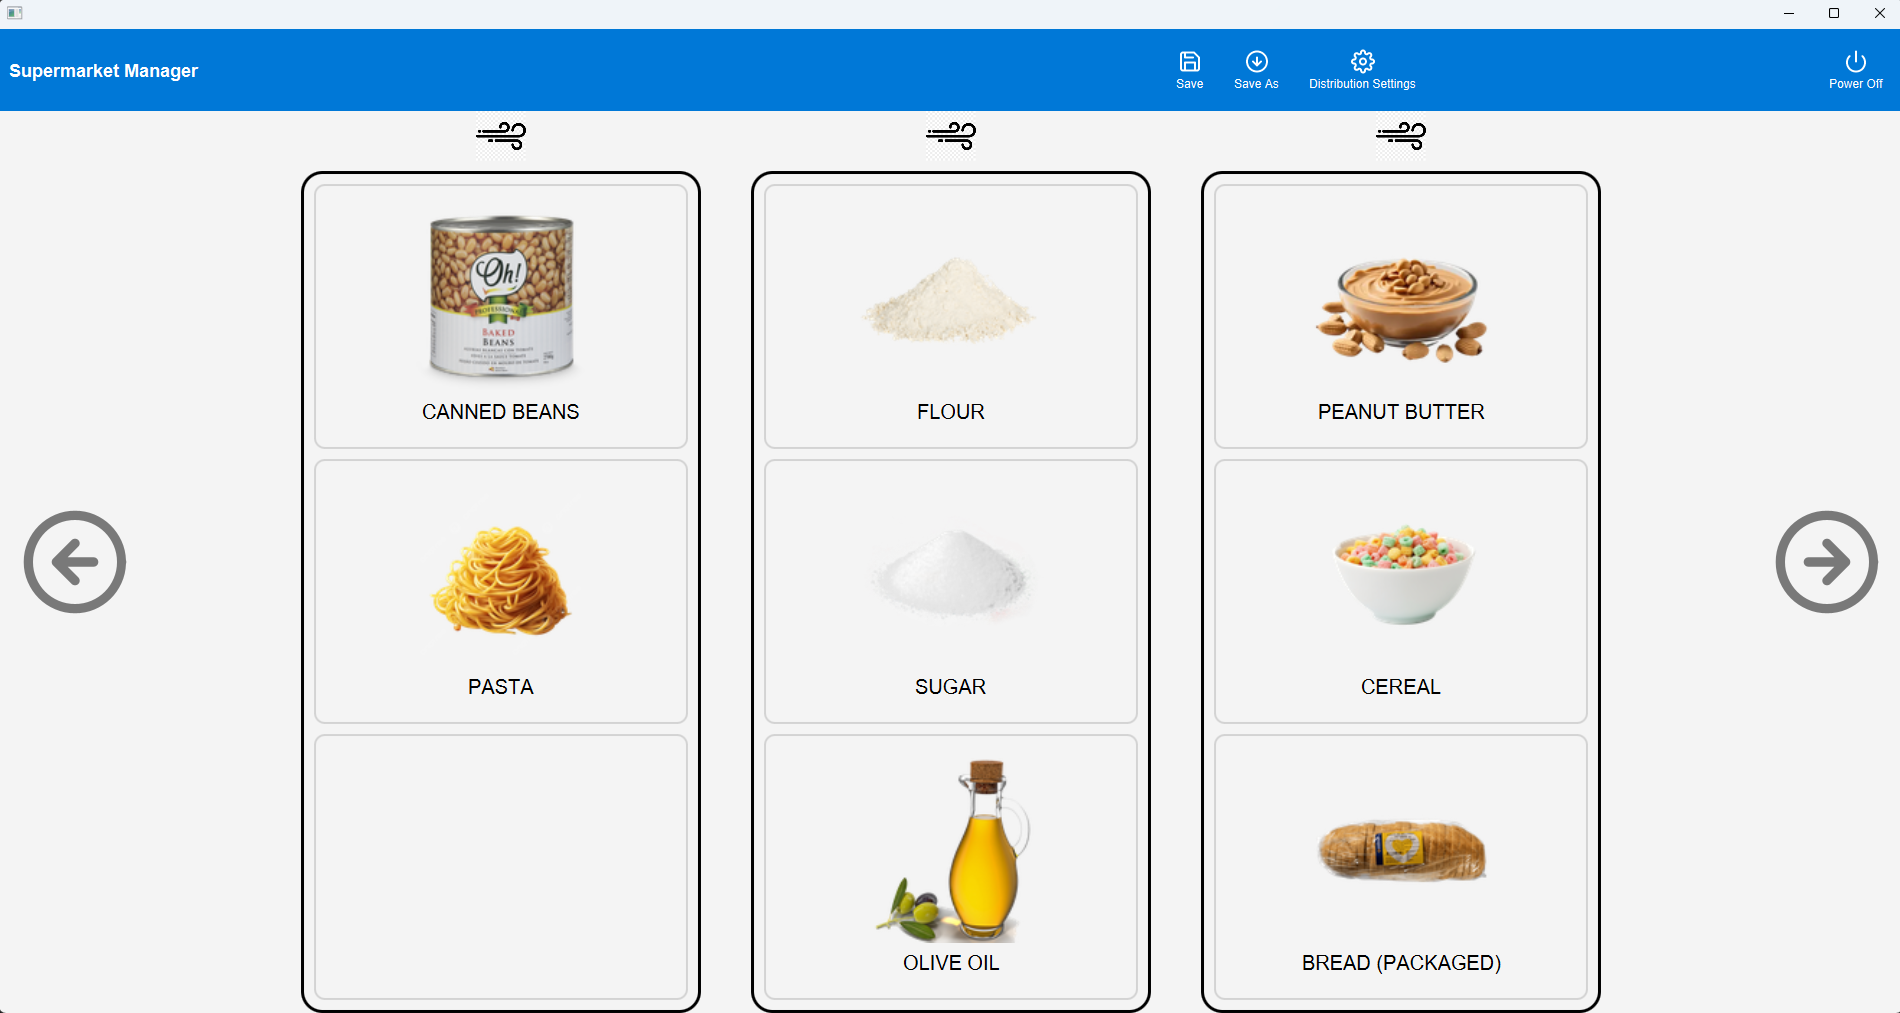 Supermarket Manager
Save
Save As
Distribution Settings
Power Off
Oh!
PROFESSIONAL
BAKED
BEANS
CANNED BEANS
FLOUR
PEANUT BUTTER
PASTA
SUGAR
CEREAL
OLIVE OIL
BREAD (PACKAGED)